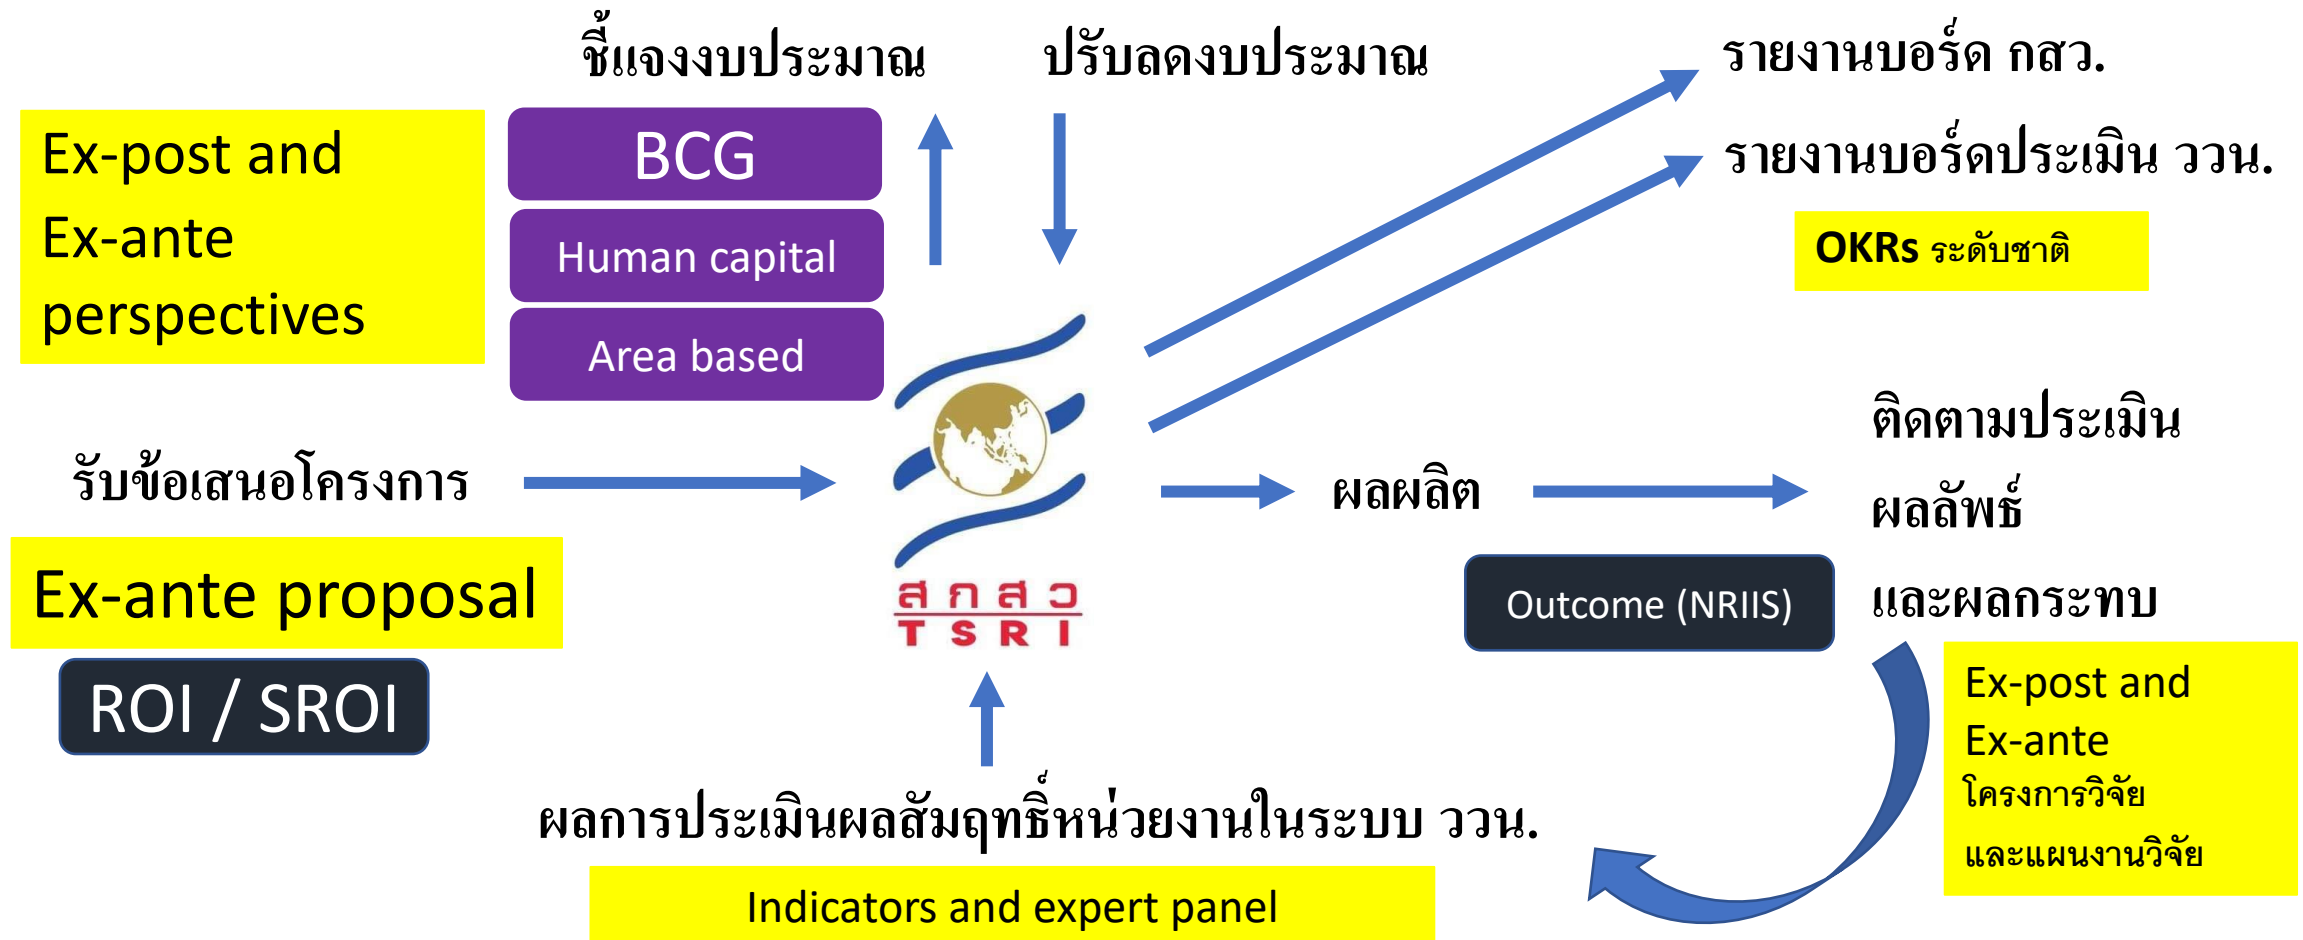 ชี้แจงงบประมาณ
ปรับลดงบประมาณ
รายงานบอร์ด กสว.
รายงานบอร์ดประเมิน ววน.
OKRs ระดับชาติ
Ex-post and
Ex-ante
perspectives
BCG
Human capital
Area based
รับข้อเสนอโครงการ
Ex-ante proposal
ROI / SROI
สกสว
TSRI
ผลผลิต
Outcome (NRIIS)
ติดตามประเมิน
ผลลัพธ์
และผลกระทบ
Ex-post and
Ex-ante
โครงการวิจัย
และแผนงานวิจัย
ผลการประเมินผลสัมฤทธิ์หน่วยงานในระบบ ววน.
Indicators and expert panel